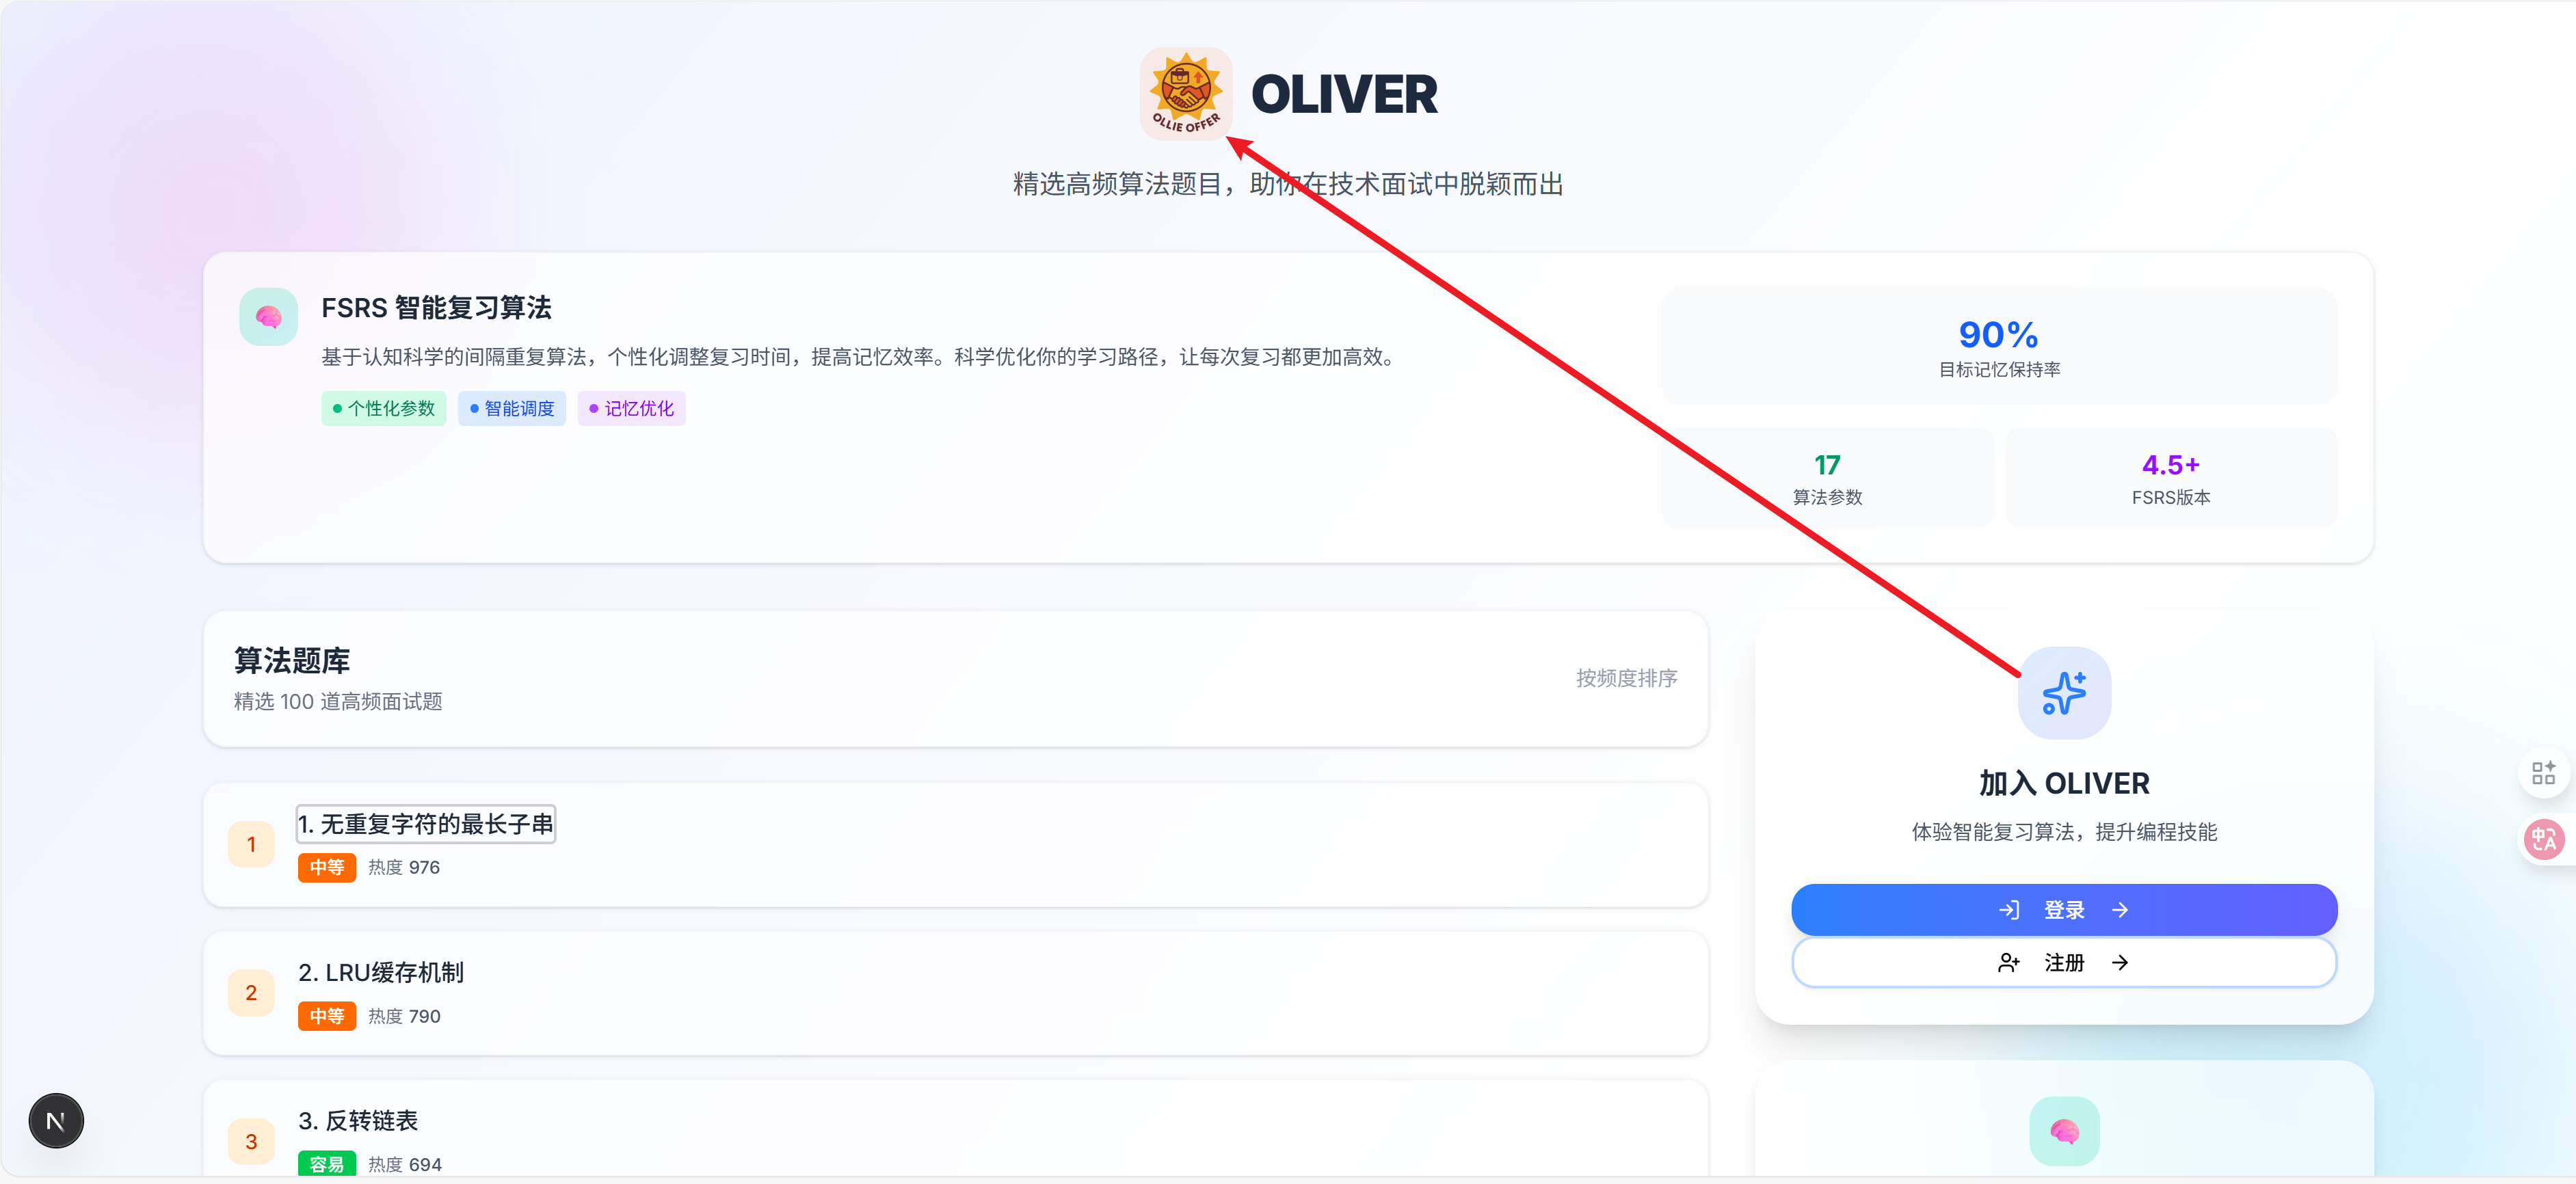 OLLIE OFFER
OLIVER
精选高频算法题目，助你在技术面试中脱颖而出
FSRS 智能复习算法
基于认知科学的间隔重复算法，个性化调整复习时间，提高记忆效率。科学优化你的学习路径，让每次复习都更加高效。
个性化参数 智能调度 记忆优化
90%
目标记忆保持率
17
算法参数
4.5+
FSRS版本
算法题库
精选 100 道高频面试题
按频度排序
1
1. 无重复字符的最长子串
中等 热度 976
2
2. LRU缓存机制
中等 热度 790
3
3. 反转链表
容易 热度 694
加入 OLIVER
体验智能复习算法，提升编程技能
登录
注册
N
中A